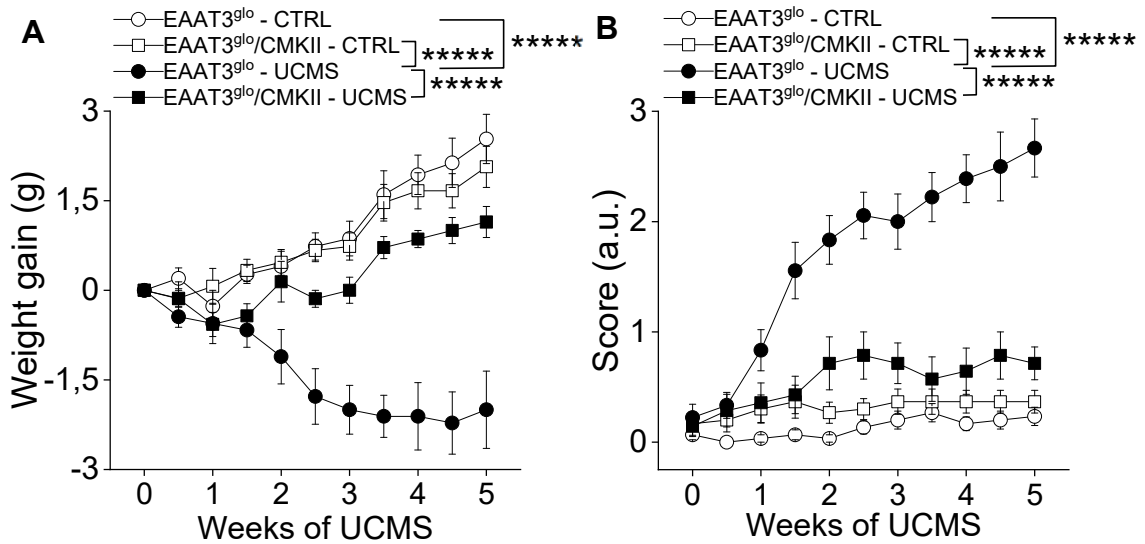 A
EAAT3glo - CTRL
EAAT3glo/CMKII - CTRL
EAAT3glo - UCMS
EAAT3glo/CMKII - UCMS
*****
*****
*****
3
1,5
0
-1,5
-3
Weight gain (g)
0 1 2 3 4 5
Weeks of UCMS
B
EAAT3glo - CTRL
EAAT3glo/CMKII - CTRL
EAAT3glo - UCMS
EAAT3glo/CMKII - UCMS
*****
*****
*****
3
2
1
0
Score (a.u.)
0 1 2 3 4 5
Weeks of UCMS